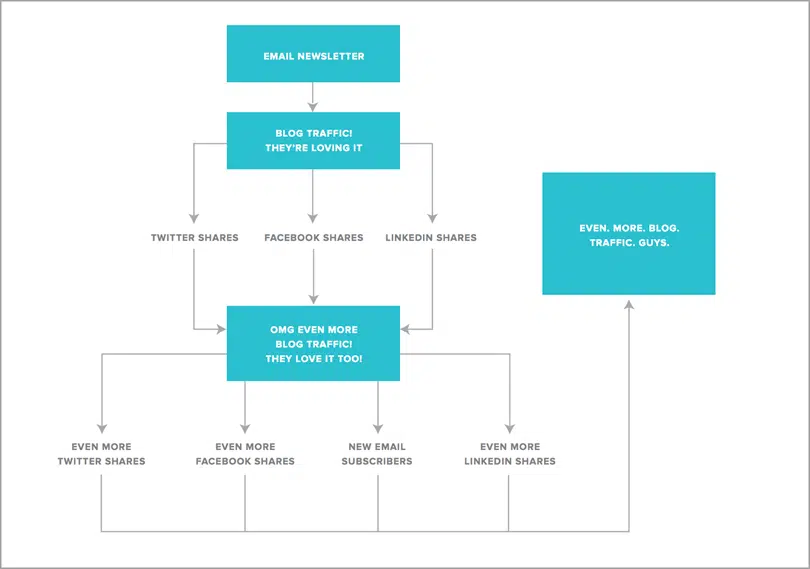 EMAIL NEWSLETTER
BLOG TRAFFIC!
THEY'RE LOVING IT
TWITTER SHARES
FACEBOOK SHARES
LINKEDIN SHARES
EVEN. MORE. BLOG.
TRAFFIC. GUYS.
OMG EVEN MORE
BLOG TRAFFIC!
THEY LOVE IT TOO!
EVEN MORE
TWITTER SHARES
EVEN MORE
FACEBOOK SHARES
NEW EMAIL
SUBSCRIBERS
EVEN MORE
LINKEDIN SHARES